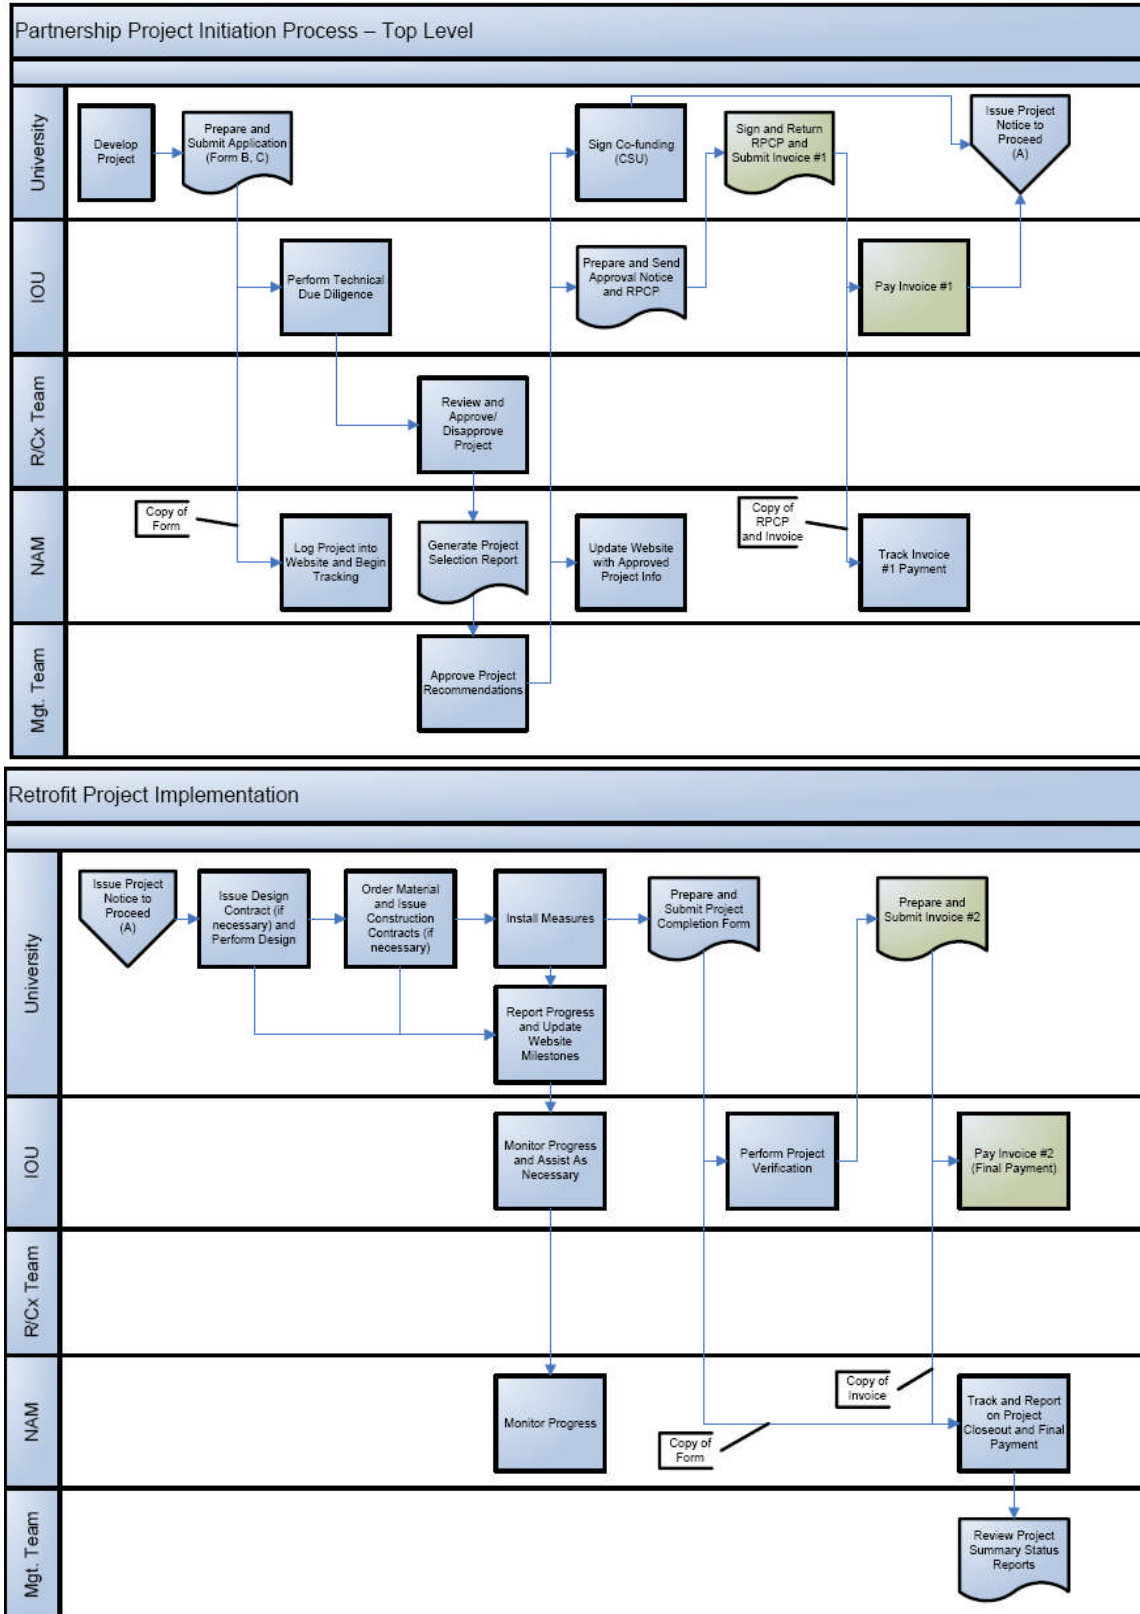 Partnership Project Initiation Process – Top Level
University
Develop
Project
Prepare and
Submit Application
(Form B, C)
Sign Co-funding
(CSU)
Sign and Return
RPCP and
Submit Invoice #1
Issue Project
Notice to
Proceed
(A)
IOU
Perform Technical
Due Diligence
Prepare and Send
Approval Notice
and RPCP
Pay Invoice #1
R/Cx Team
Review and
Approve/
Disapprove
Project
NAM
Copy of
Form
Log Project into
Website and Begin
Tracking
Generate Project
Selection Report
Update Website
with Approved
Project Info
Copy of
RPCP
and Invoice
Track Invoice
#1 Payment
Mgt. Team
Approve Project
Recommendations
Retrofit Project Implementation
University
Issue Project
Notice to
Proceed
(A)
Issue Design
Contract (if
necessary) and
Perform Design
Order Material
and Issue
Construction
Contracts (if
necessary)
Install Measures
Prepare and
Submit Project
Completion Form
Prepare and
Submit Invoice #2
Report Progress
and Update
Website
Milestones
IOU
Monitor Progress
and Assist As
Necessary
Perform Project
Verification
Pay Invoice #2
(Final Payment)
R/Cx Team
NAM
Monitor Progress
Copy of
Form
Copy of
Invoice
Track and Report
on Project
Closeout and Final
Payment
Mgt. Team
Review Project
Summary Status
Reports